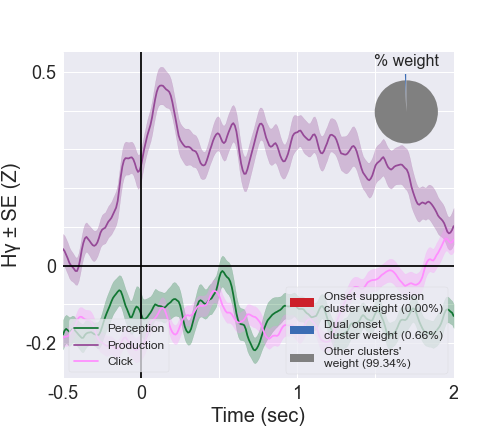 % weight
0.5
0
-0.2
Hγ ± SE (Z)
Perception
Production
Click
Onset suppression
cluster weight (0.00%)
Dual onset
cluster weight (0.66%)
Other clusters'
weight (99.34%)
-0.5
0
1
2
Time (sec)